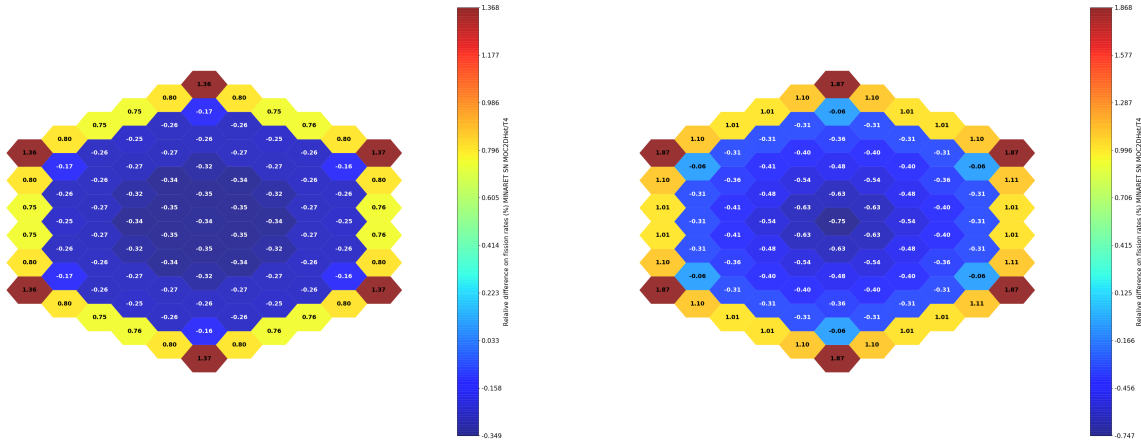 1.36
0.80 0.80
0.75 -0.17 0.75
0.75 -0.26 -0.26 0.75
0.80 -0.25 -0.26 -0.25 0.80
1.36 -0.26 -0.27 -0.27 -0.26 1.37
-0.17 -0.27 -0.32 -0.27 -0.16
0.80 -0.27 -0.34 -0.34 -0.27 0.80
-0.26 -0.32 -0.35 -0.32 -0.26
0.75 -0.27 -0.35 -0.35 -0.27 0.76
-0.25 -0.34 -0.34 -0.34 -0.25
0.75 -0.27 -0.35 -0.35 -0.27 0.76
-0.26 -0.32 -0.35 -0.32 -0.26
0.80 -0.27 -0.34 -0.34 -0.27 0.80
-0.17 -0.27 -0.32 -0.27 -0.16
1.36 -0.26 -0.27 -0.27 -0.26 1.37
0.80 -0.25 -0.26 -0.25 0.80
0.75 -0.26 -0.26 0.76
0.76 -0.16 0.76
0.80 0.80
1.37
1.368
1.177
0.986
0.796
0.605
0.414
0.223
0.033
-0.158
-0.349
Relative difference on fission rates (%) MINARET SN MOC2DHet/T4
1.87
1.10 1.10
1.01 -0.06 1.01
1.01 -0.31 -0.31 1.01
1.10 -0.31 -0.36 -0.31 1.10
1.87 -0.31 -0.40 -0.40 -0.31 1.87
-0.06 -0.40 -0.48 -0.40 -0.06
1.10 -0.36 -0.54 -0.54 -0.36 1.11
-0.31 -0.48 -0.63 -0.48 -0.31
1.01 -0.41 -0.63 -0.63 -0.41 1.01
-0.31 -0.54 -0.75 -0.54 -0.31
1.01 -0.41 -0.63 -0.63 -0.41 1.01
-0.31 -0.48 -0.63 -0.48 -0.31
1.10 -0.36 -0.54 -0.54 -0.36 1.11
-0.06 -0.40 -0.48 -0.40 -0.06
1.87 -0.31 -0.40 -0.40 -0.31 1.87
1.10 -0.31 -0.36 -0.31 1.11
1.01 -0.31 -0.31 1.01
1.01 -0.06 1.01
1.10 1.10
1.87
1.868
1.577
1.287
0.996
0.706
0.415
0.125
-0.166
-0.456
-0.747
Relative difference on fission rates (%) MINARET SN MOC2DHet/T4